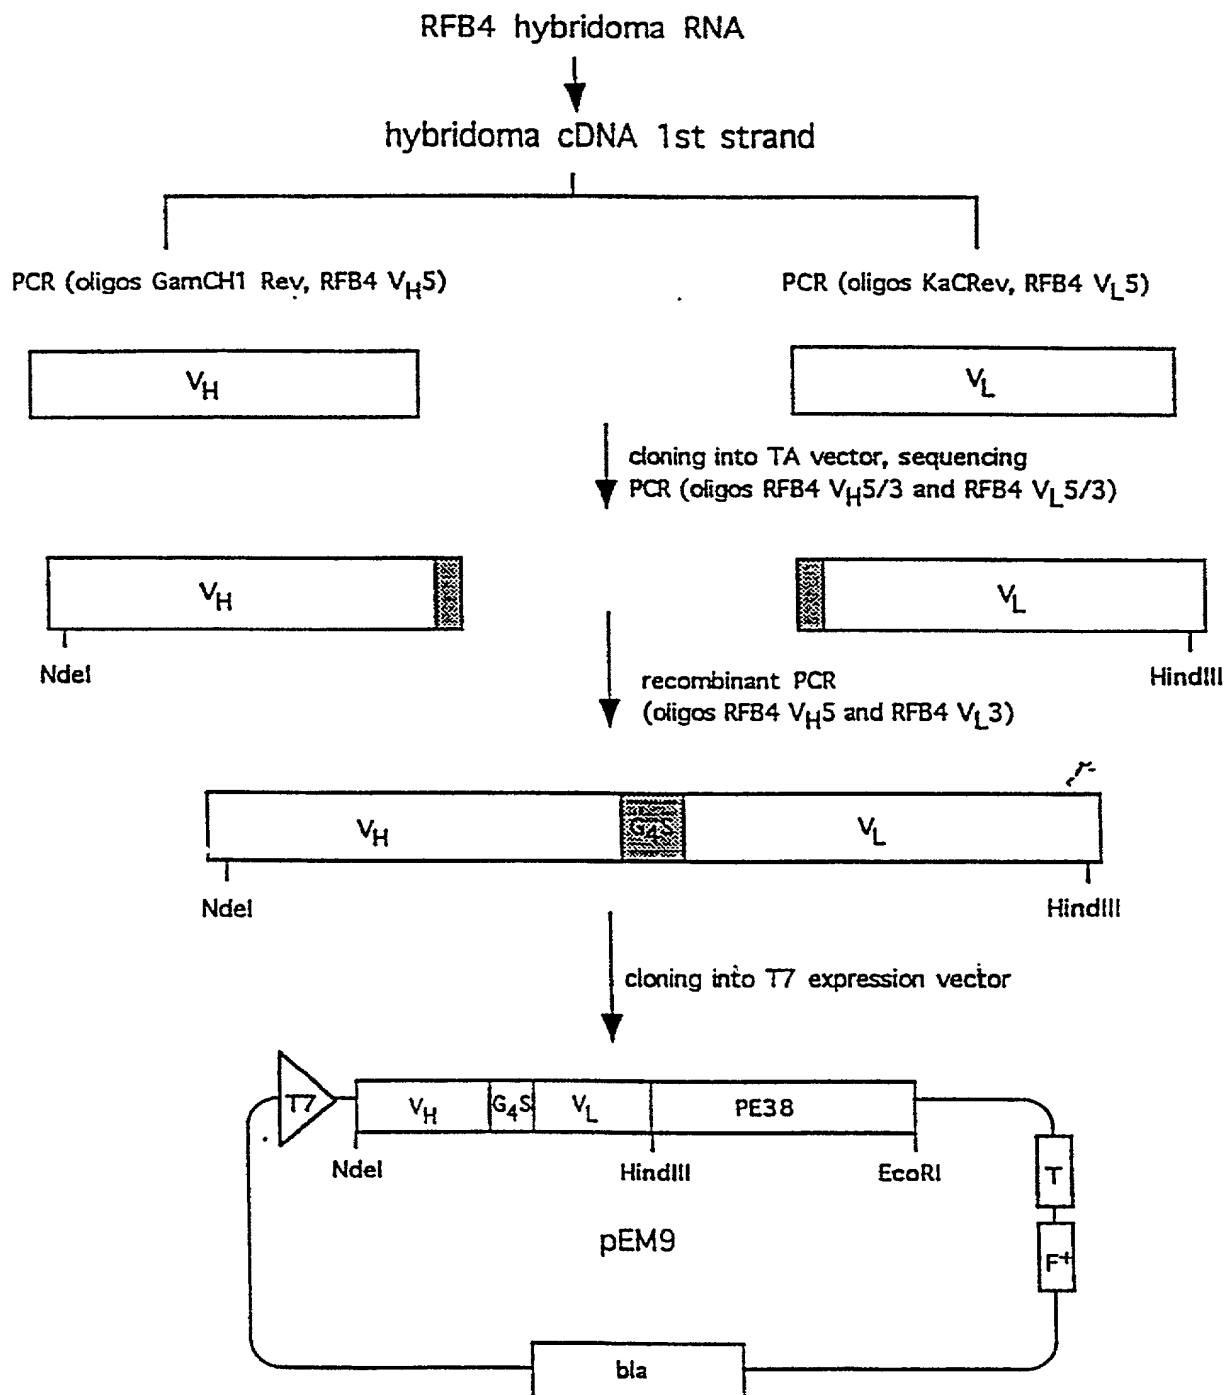 RFB4 hybridoma RNA
hybridoma cDNA 1st strand
PCR (oligos GamCH1 Rev, RFB4 VH5)
PCR (oligos KaCRev, RFB4 VL5)
VH
VL
cloning into TA vector, sequencing
PCR (oligos RFB4 VH5/3 and RFB4 VL5/3)
VH
VL
NdeI
HindIII
recombinant PCR
(oligos RFB4 VH5 and RFB4 VL3)
VH
G4S
VL
NdeI
HindIII
cloning into T7 expression vector
T7
VH
G4S
VL
PE38
NdeI
HindIII
EcoRI
T
pEM9
F+
bla